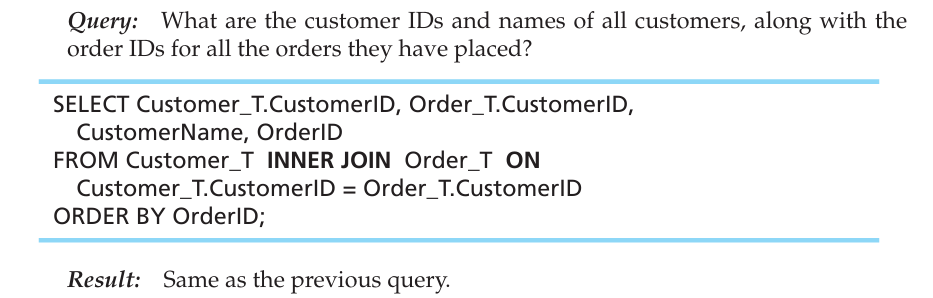 Query: What are the customer IDs and names of all customers, along with the
order IDs for all the orders they have placed?
SELECT Customer_T.CustomerID, Order_T.CustomerID,
CustomerName, OrderID
FROM Customer_T INNER JOIN Order_T ON
Customer_T.CustomerID = Order_T.CustomerID
ORDER BY OrderID;
Result: Same as the previous query.